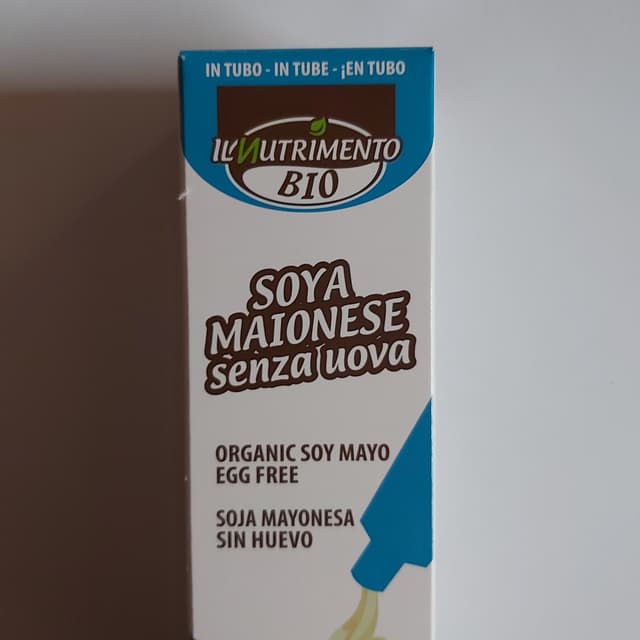 IN TUBO - IN TUBE - ¡EN TUBO
IL NUTRIMENTO
BIO
SOYA
MAIONESE
senza uova
ORGANIC SOY MAYO
EGG FREE
SOJA MAYONESA
SIN HUEVO